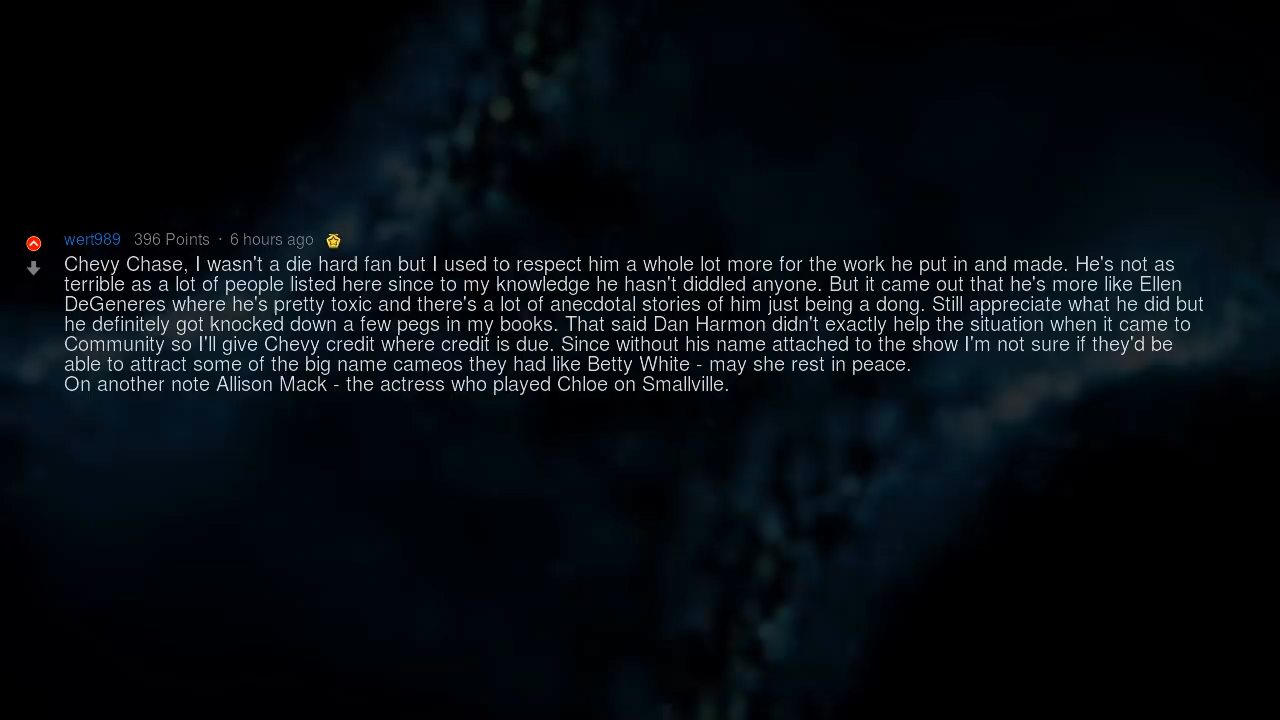 wert989 396 Points · 6 hours ago
Chevy Chase, I wasn't a die hard fan but I used to respect him a whole lot more for the work he put in and made. He's not as
terrible as a lot of people listed here since to my knowledge he hasn't diddled anyone. But it came out that he's more like Ellen
DeGeneres where he's pretty toxic and there's a lot of anecdotal stories of him just being a dong. Still appreciate what he did but
he definitely got knocked down a few pegs in my books. That said Dan Harmon didn't exactly help the situation when it came to
Community so I'll give Chevy credit where credit is due. Since without his name attached to the show I'm not sure if they'd be
able to attract some of the big name cameos they had like Betty White - may she rest in peace.
On another note Allison Mack - the actress who played Chloe on Smallville.